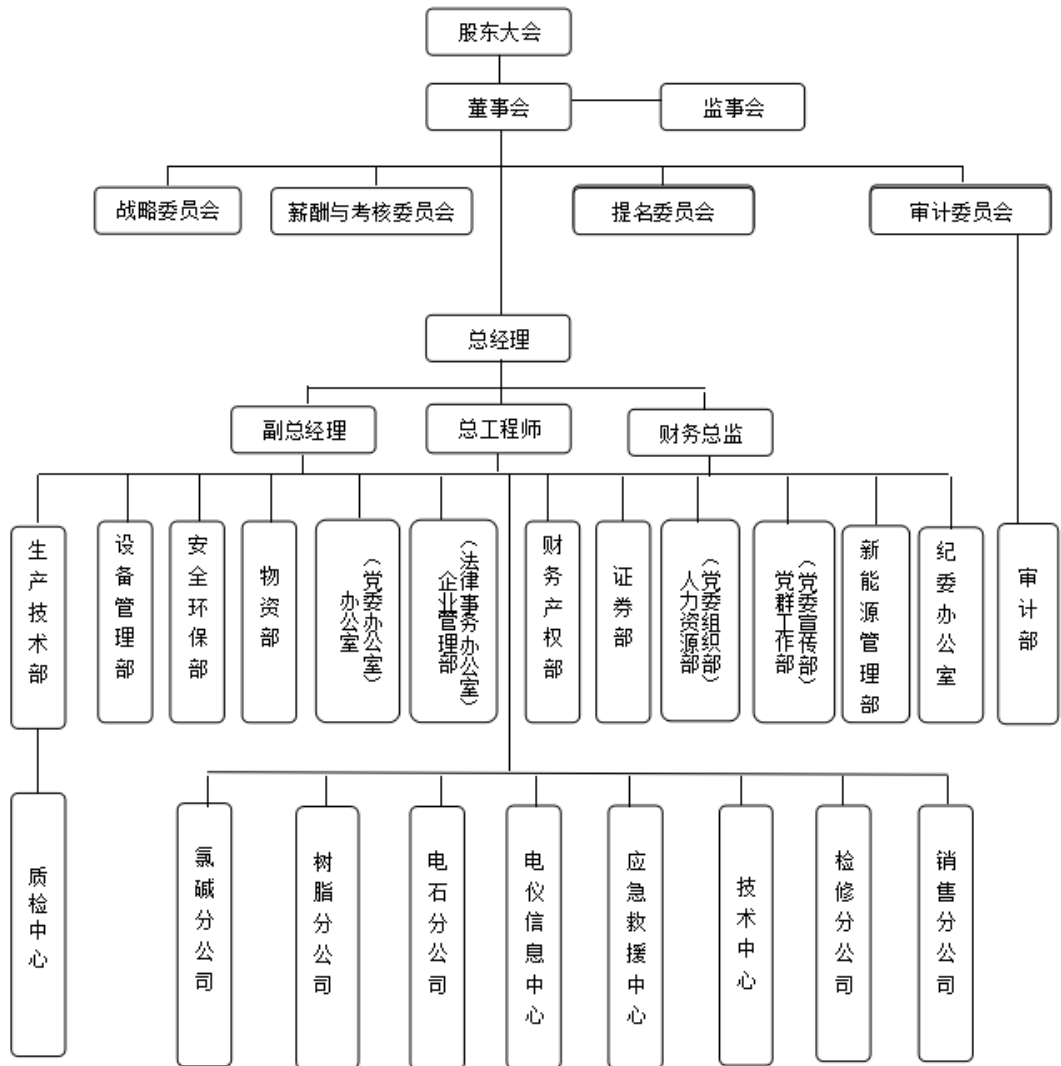 股东大会
董事会
监事会
战略委员会
薪酬与考核委员会
提名委员会
审计委员会
总经理
副总经理
总工程师
财务总监
生产技术部
设备管理部
安全环保部
物资部
（党委办公室）
办公室
（法律事务办公室）
企业管理部
财务产权部
证券部
（党委组织部）
人力资源部
（党委宣传部）
党群工作部
新能源管理部
纪委办公室
审计部
质检中心
氯碱分公司
树脂分公司
电石分公司
电仪信息中心
应急救援中心
技术中心
检修分公司
销售分公司